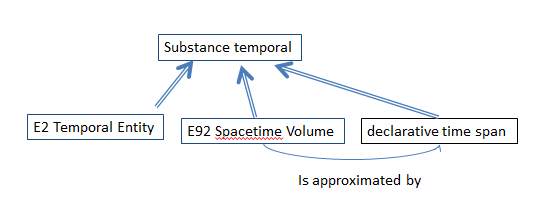 Substance temporal
E2 Temporal Entity
E92 Spacetime Volume
declarative time span
Is approximated by